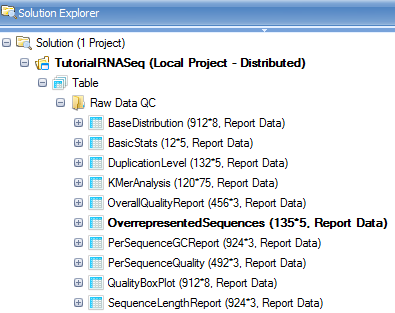 Solution Explorer
Solution (1 Project)
TutorialRNASeq (Local Project - Distributed)
Table
Raw Data QC
BaseDistribution (912*8, Report Data)
BasicStats (12*5, Report Data)
DuplicationLevel (132*5, Report Data)
KMerAnalysis (120*75, Report Data)
OverallQualityReport (456*3, Report Data)
OverrepresentedSequences (135*5, Report Data)
PerSequenceGCReport (924*3, Report Data)
PerSequenceQuality (492*3, Report Data)
QualityBoxPlot (912*8, Report Data)
SequenceLengthReport (924*3, Report Data)